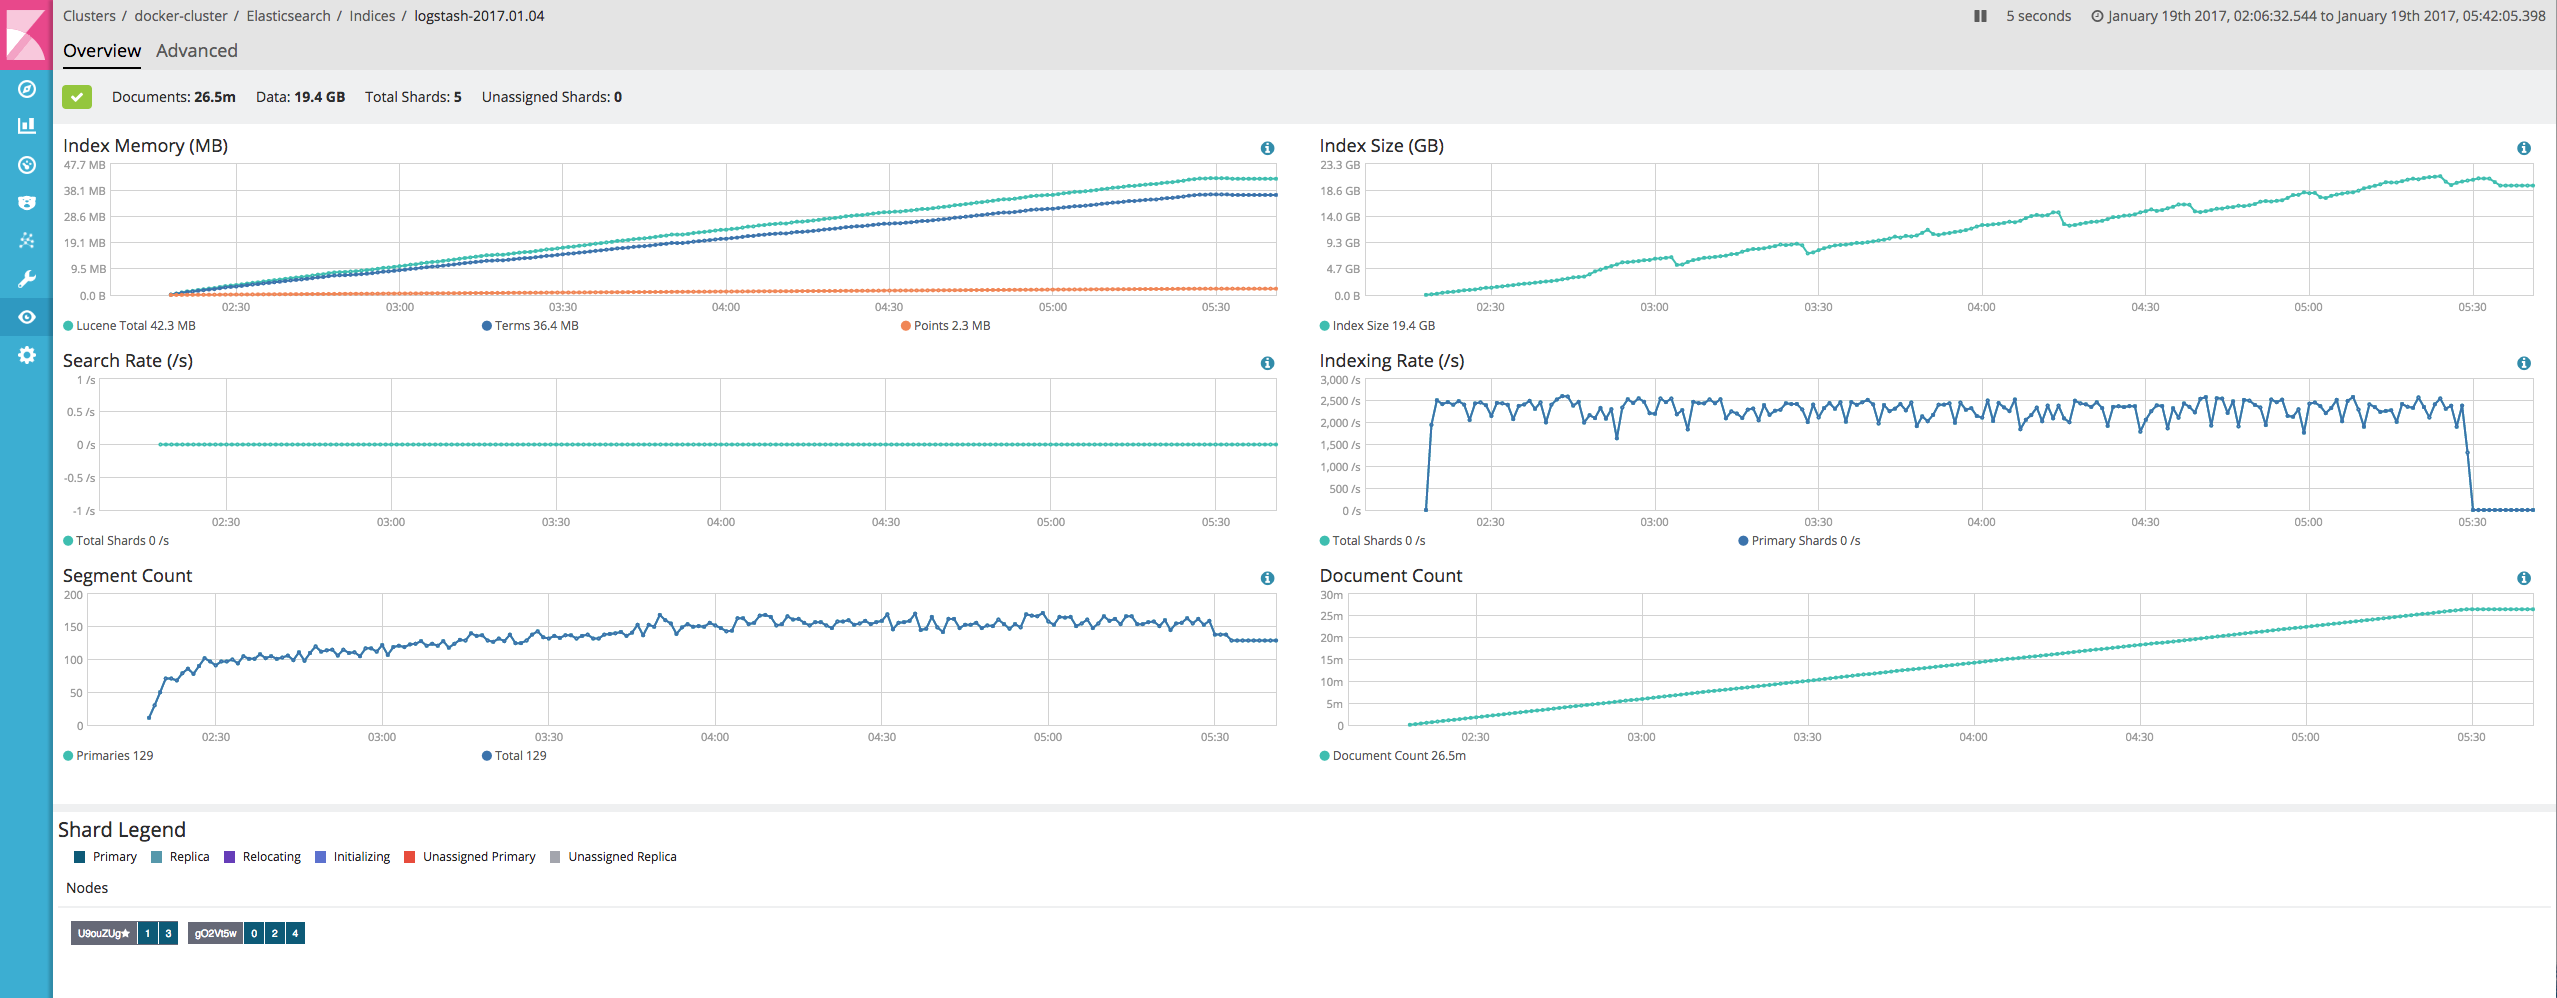 Clusters / docker-cluster / Elasticsearch / Indices / logstash-2017.01.04
5 seconds January 19th 2017, 02:06:32.544 to January 19th 2017, 05:42:05.398
Overview Advanced
Documents: 26.5m Data: 19.4 GB Total Shards: 5 Unassigned Shards: 0
Index Memory (MB)
47.7 MB
38.1 MB
28.6 MB
19.1 MB
9.5 MB
0.0 B
02:30 03:00 03:30 04:00 04:30 05:00 05:30
Lucene Total 42.3 MB Terms 36.4 MB Points 2.3 MB
Index Size (GB)
23.3 GB
18.6 GB
14.0 GB
9.3 GB
4.7 GB
0.0 B
02:30 03:00 03:30 04:00 04:30 05:00 05:30
Index Size 19.4 GB
Search Rate (/s)
1 /s
0.5 /s
0 /s
-0.5 /s
-1 /s
02:30 03:00 03:30 04:00 04:30 05:00 05:30
Total Shards 0 /s
Indexing Rate (/s)
3,000 /s
2,500 /s
2,000 /s
1,500 /s
1,000 /s
500 /s
0 /s
02:30 03:00 03:30 04:00 04:30 05:00 05:30
Total Shards 0 /s Primary Shards 0 /s
Segment Count
200
150
100
50
0
02:30 03:00 03:30 04:00 04:30 05:00 05:30
Primaries 129 Total 129
Document Count
30m
25m
20m
15m
10m
5m
0
02:30 03:00 03:30 04:00 04:30 05:00 05:30
Document Count 26.5m
Shard Legend
Primary Replica Relocating Initializing Unassigned Primary Unassigned Replica
Nodes
U9ouZUg★ 1 3 gO2Vt5w 0 2 4